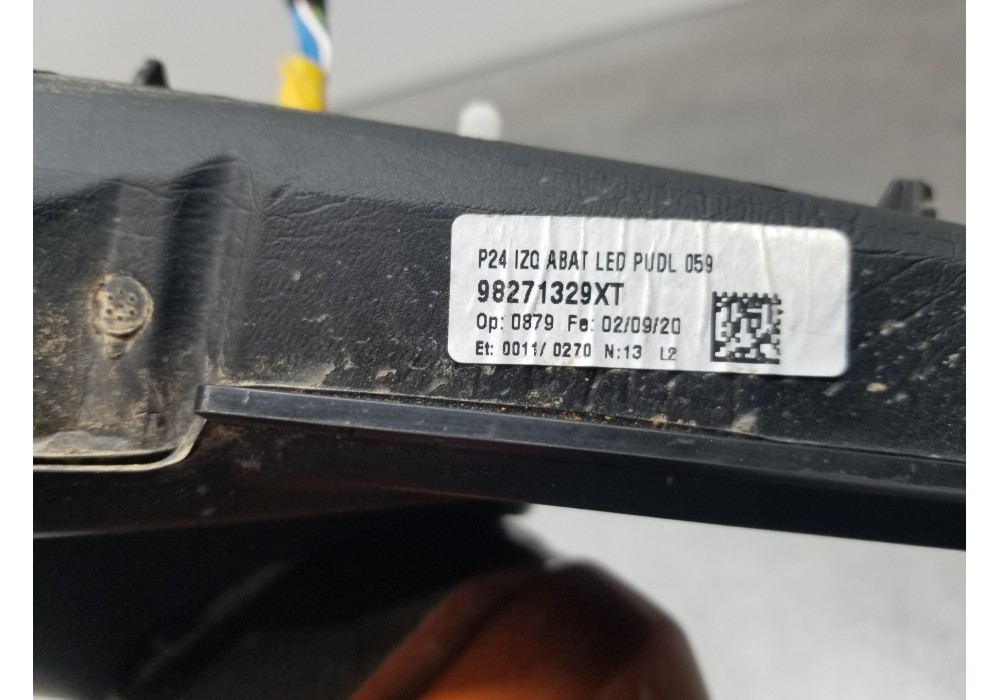 P24 IZQ ABAT LED PUDL 059
98271329XT
Op: 0879 Fe: 02/09/20
Et: 0011/ 0270 N:13 L2